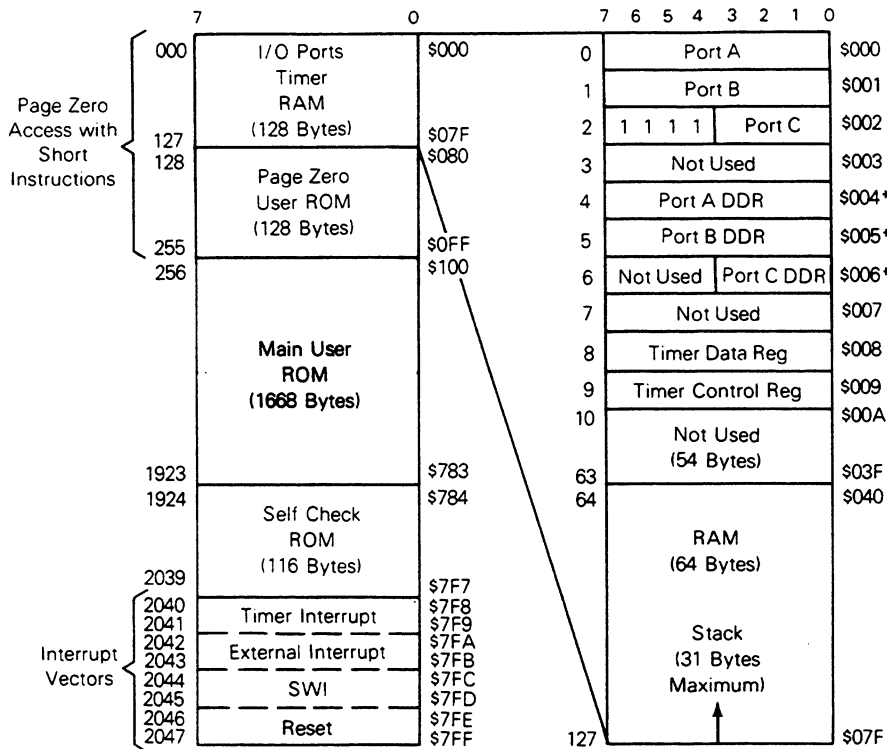 7 0
000 I/O Ports $000
Timer
RAM
(128 Bytes)
127 $07F
128 $080
Page Zero
User ROM
(128 Bytes)
255 $0FF
256 $100
Page Zero
Access with
Short
Instructions
Main User
ROM
(1668 Bytes)
1923 $783
1924 $784
Self Check
ROM
(116 Bytes)
2039 $7F7
2040 $7F8
Timer Interrupt
2041 $7F9
2042 $7FA
External Interrupt
2043 $7FB
2044 $7FC
SWI
2045 $7FD
2046 $7FE
Reset
2047 $7FF
Interrupt
Vectors
7 6 5 4 3 2 1 0
0 Port A $000
1 Port B $001
2 1 1 1 1 Port C $002
3 Not Used $003
4 Port A DDR $004*
5 Port B DDR $005*
6 Not Used Port C DDR $006*
7 Not Used $007
8 Timer Data Reg $008
9 Timer Control Reg $009
10 $00A
Not Used
(54 Bytes)
63 $03F
64 $040
RAM
(64 Bytes)
Stack
(31 Bytes
Maximum)
127 $07F